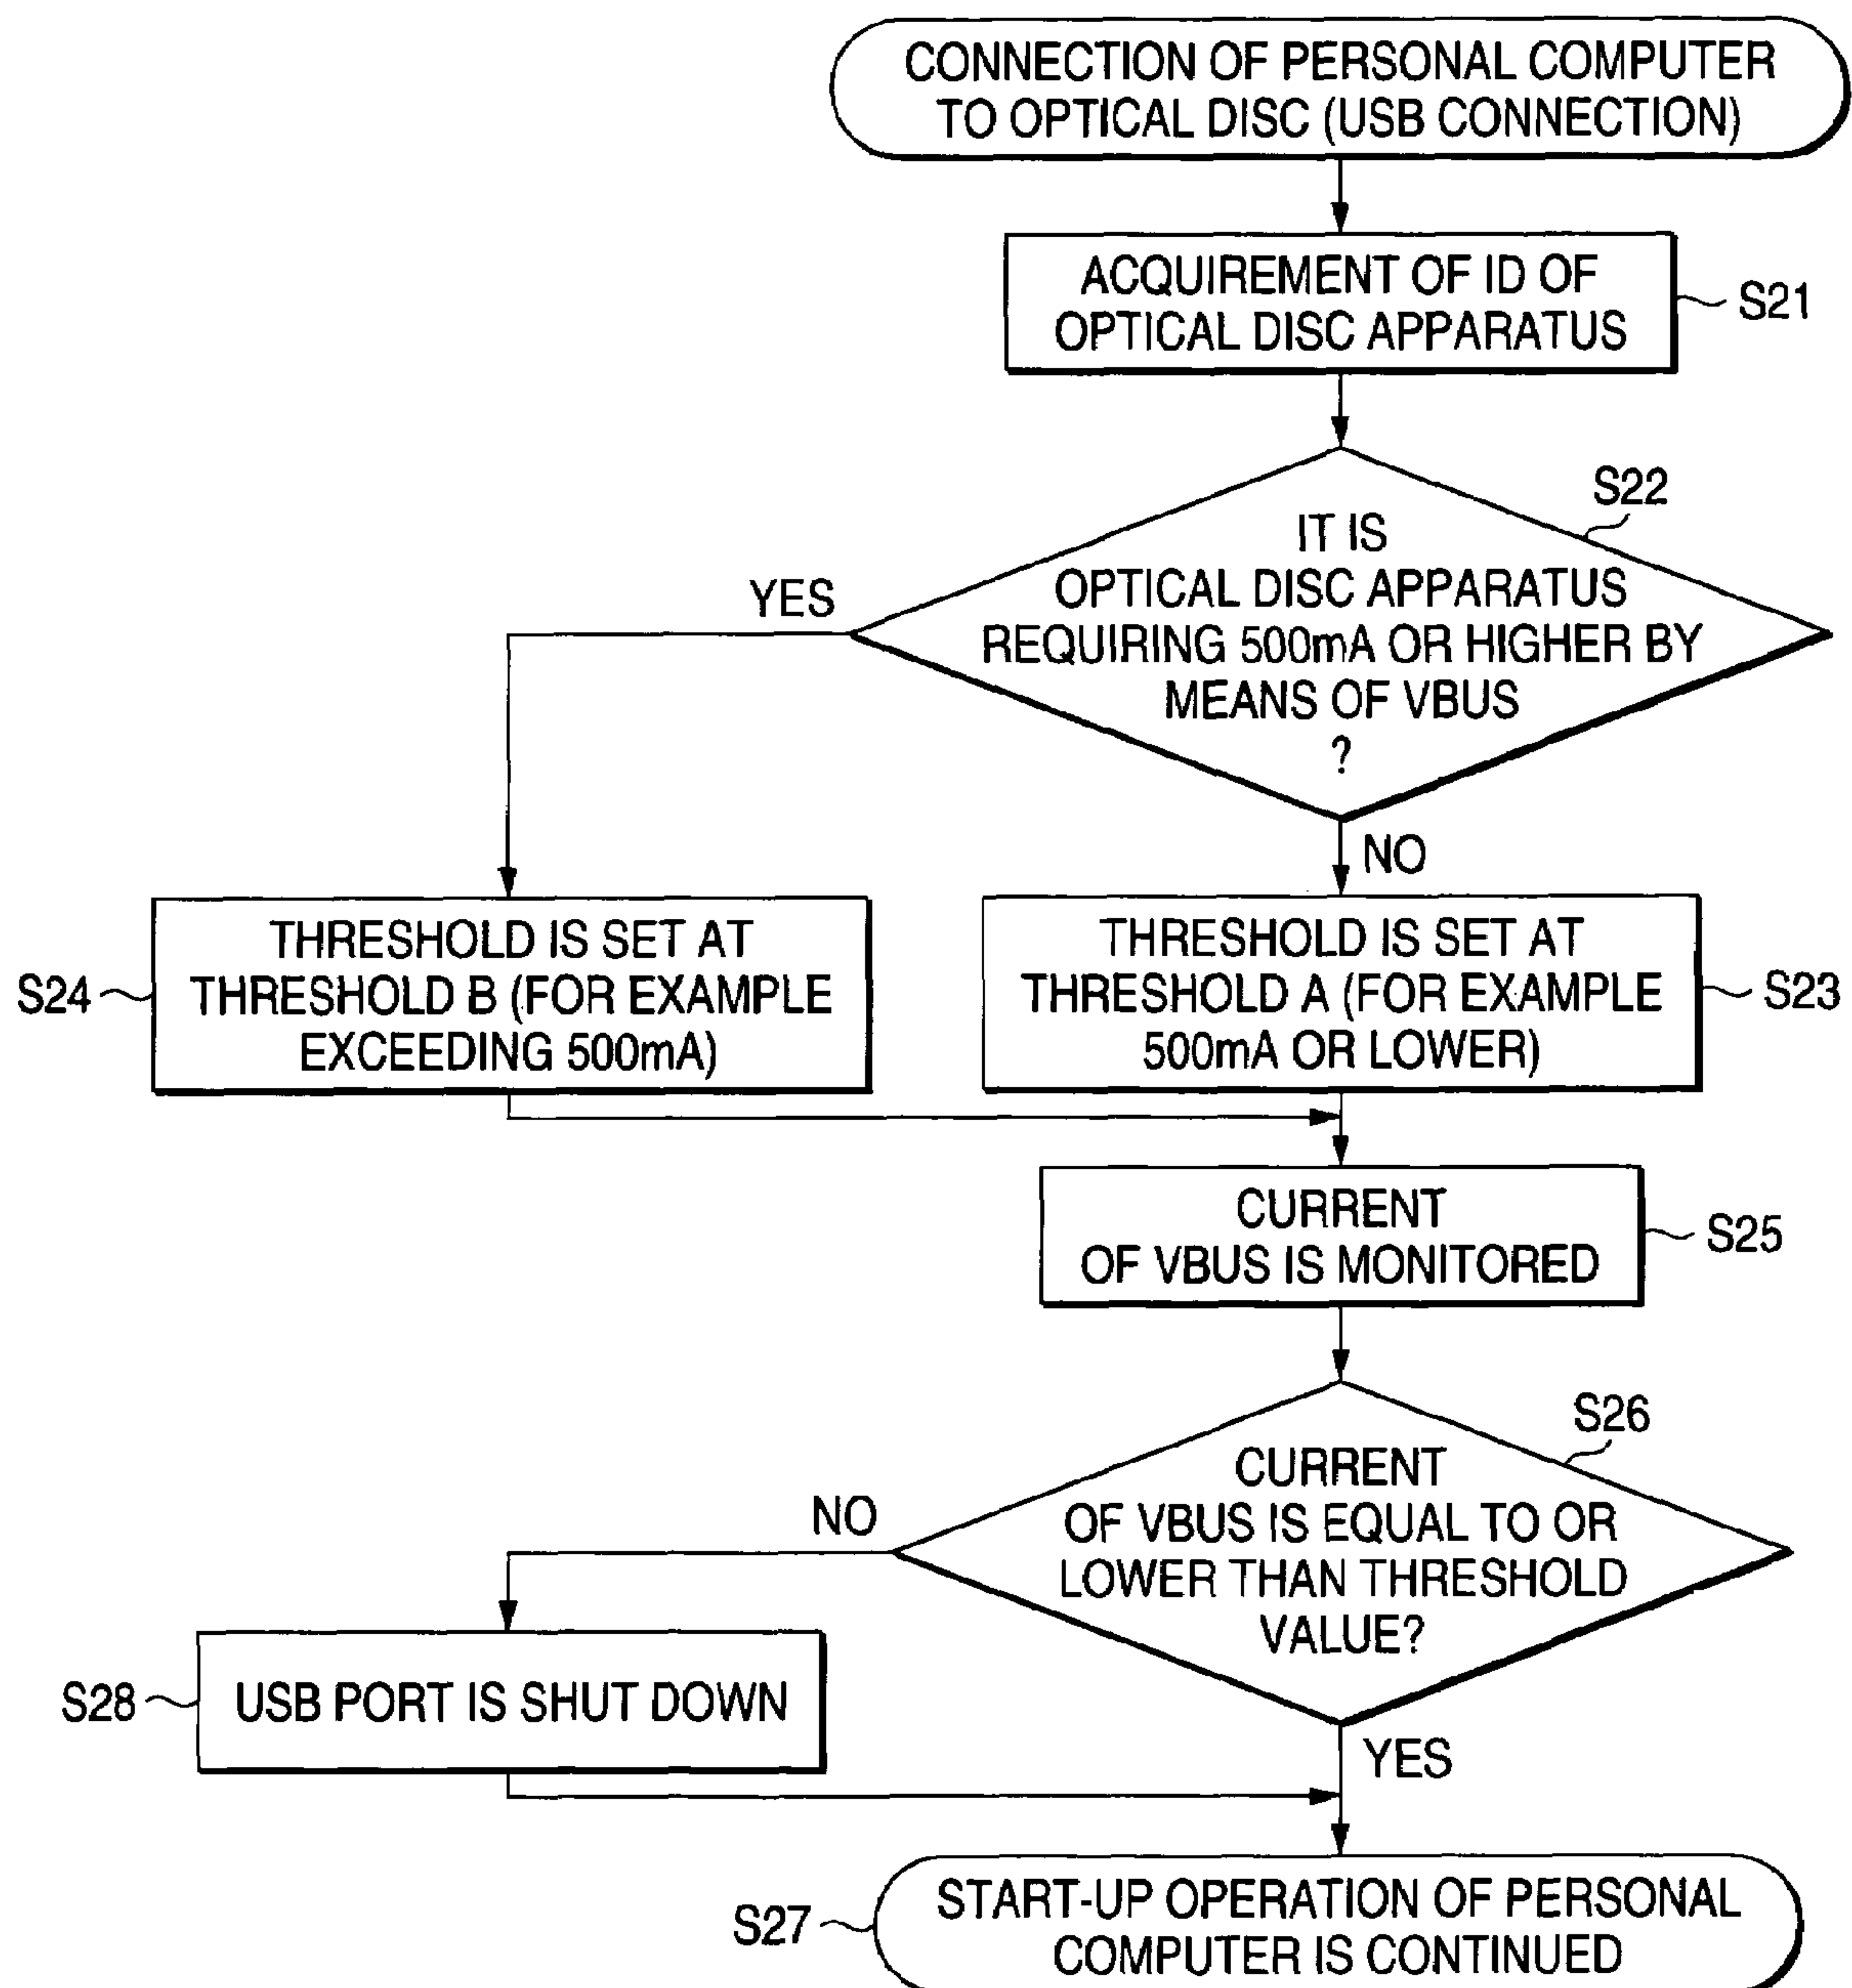 CONNECTION OF PERSONAL COMPUTER
TO OPTICAL DISC (USB CONNECTION)
ACQUIREMENT OF ID OF
OPTICAL DISC APPARATUS
S21
S22
IT IS
OPTICAL DISC APPARATUS
REQUIRING 500mA OR HIGHER BY
MEANS OF VBUS
?
YES
NO
S24
THRESHOLD IS SET AT
THRESHOLD B (FOR EXAMPLE
EXCEEDING 500mA)
THRESHOLD IS SET AT
THRESHOLD A (FOR EXAMPLE
500mA OR LOWER)
S23
CURRENT
OF VBUS IS MONITORED
S25
S26
CURRENT
OF VBUS IS EQUAL TO OR
LOWER THAN THRESHOLD
VALUE?
NO
S28
USB PORT IS SHUT DOWN
YES
S27
START-UP OPERATION OF PERSONAL
COMPUTER IS CONTINUED